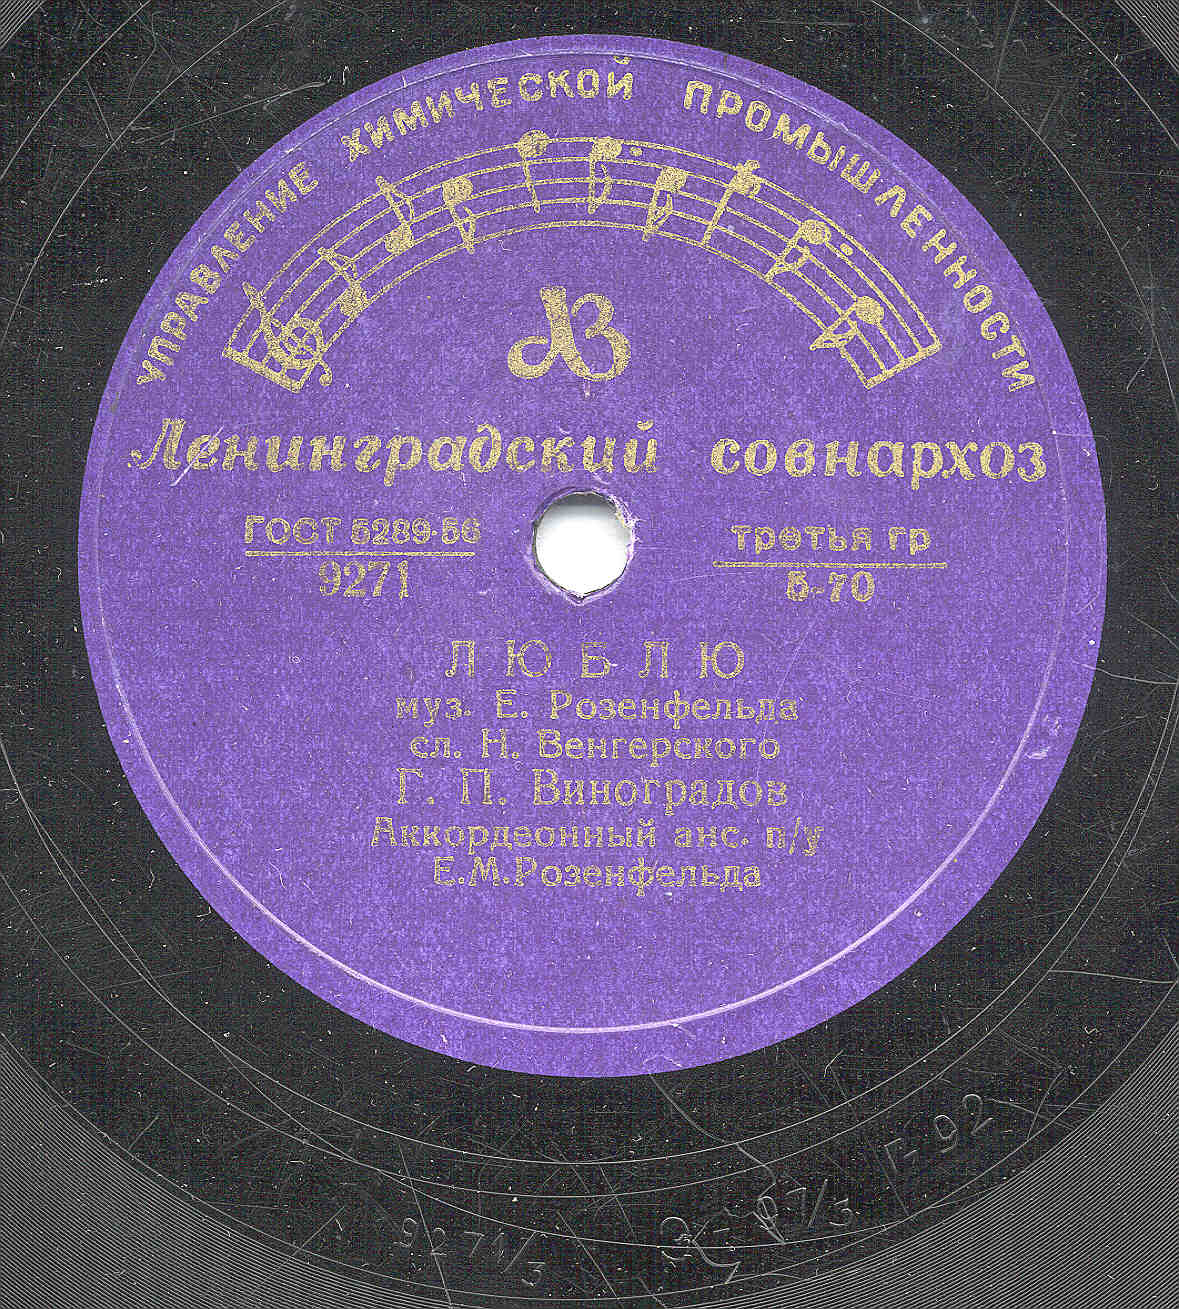 УПРАВЛЕНИЕ ХИМИЧЕСКОЙ ПРОМЫШЛЕННОСТИ
ЛЗ
Ленинградский совнархоз
ГОСТ 5289-56
9271
третья гр
5-70
ЛЮБЛЮ
муз. Е. Розенфельда
сл. Н. Венгерского
Г. П. Виноградов
Аккордеонный анс. п/у
Е.М.Розенфельда
9271/3
Г-92